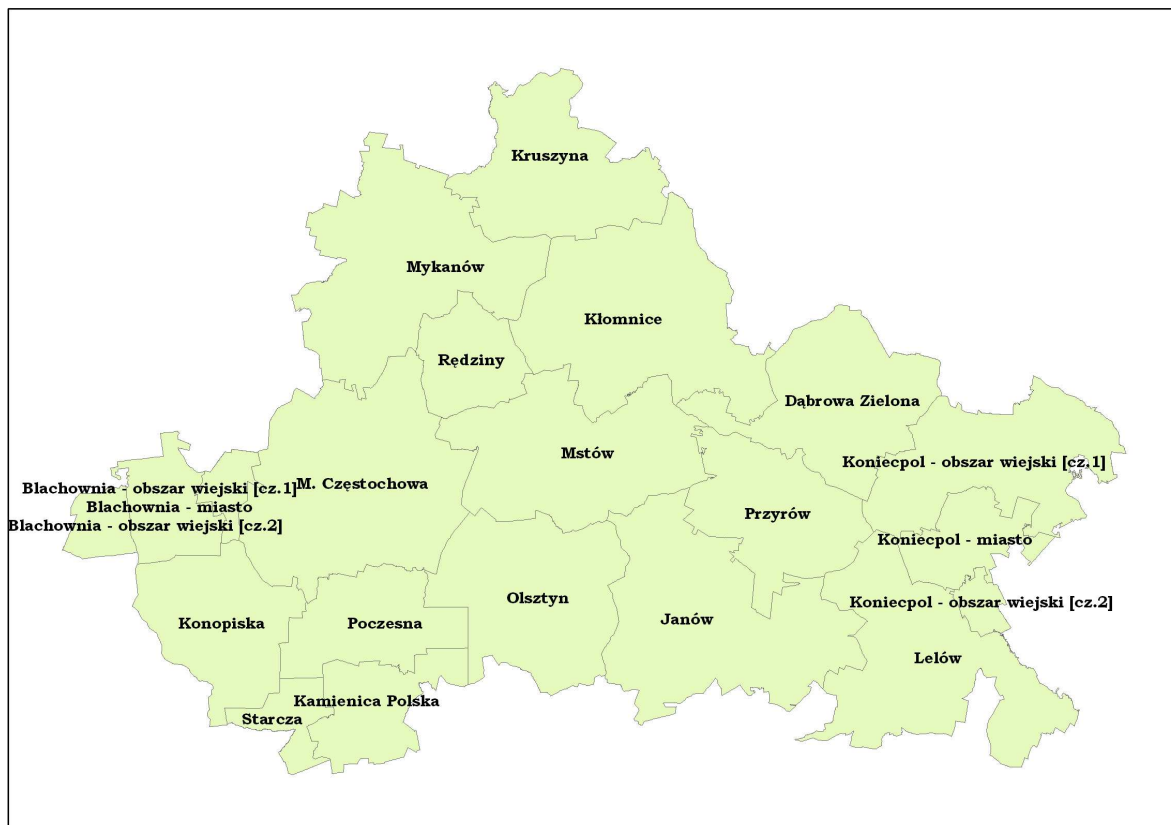 Kruszyna
Mykanów
Kłomnice
Rędziny
Dąbrowa Zielona
Mstów
Koniecpol - obszar wiejski [cz.1]
Blachownia - obszar wiejski [cz.1]
M. Częstochowa
Blachownia - miasto
Przyrów
Blachownia - obszar wiejski [cz.2]
Koniecpol - miasto
Olsztyn
Koniecpol - obszar wiejski [cz.2]
Konopiska
Poczesna
Janów
Lelów
Kamienica Polska
Starcza